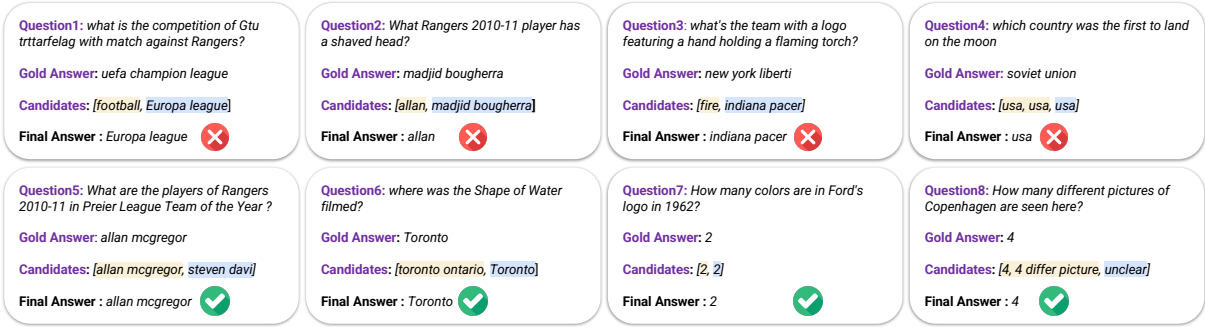 Question1: what is the competition of Gtu
trttarfelag with match against Rangers?
Gold Answer: uefa champion league
Candidates: [football, Europa league]
Final Answer : Europa league
Question2: What Rangers 2010-11 player has
a shaved head?
Gold Answer: madjid bougherra
Candidates: [allan, madjid bougherra]
Final Answer : allan
Question3: what's the team with a logo
featuring a hand holding a flaming torch?
Gold Answer: new york liberti
Candidates: [fire, indiana pacer]
Final Answer : indiana pacer
Question4: which country was the first to land
on the moon
Gold Answer: soviet union
Candidates: [usa, usa, usa]
Final Answer : usa
Question5: What are the players of Rangers
2010-11 in Preier League Team of the Year ?
Gold Answer: allan mcgregor
Candidates: [allan mcgregor, steven davi]
Final Answer : allan mcgregor
Question6: where was the Shape of Water
filmed?
Gold Answer: Toronto
Candidates: [toronto ontario, Toronto]
Final Answer : Toronto
Question7: How many colors are in Ford's
logo in 1962?
Gold Answer: 2
Candidates: [2, 2]
Final Answer : 2
Question8: How many different pictures of
Copenhagen are seen here?
Gold Answer: 4
Candidates: [4, 4 differ picture, unclear]
Final Answer : 4